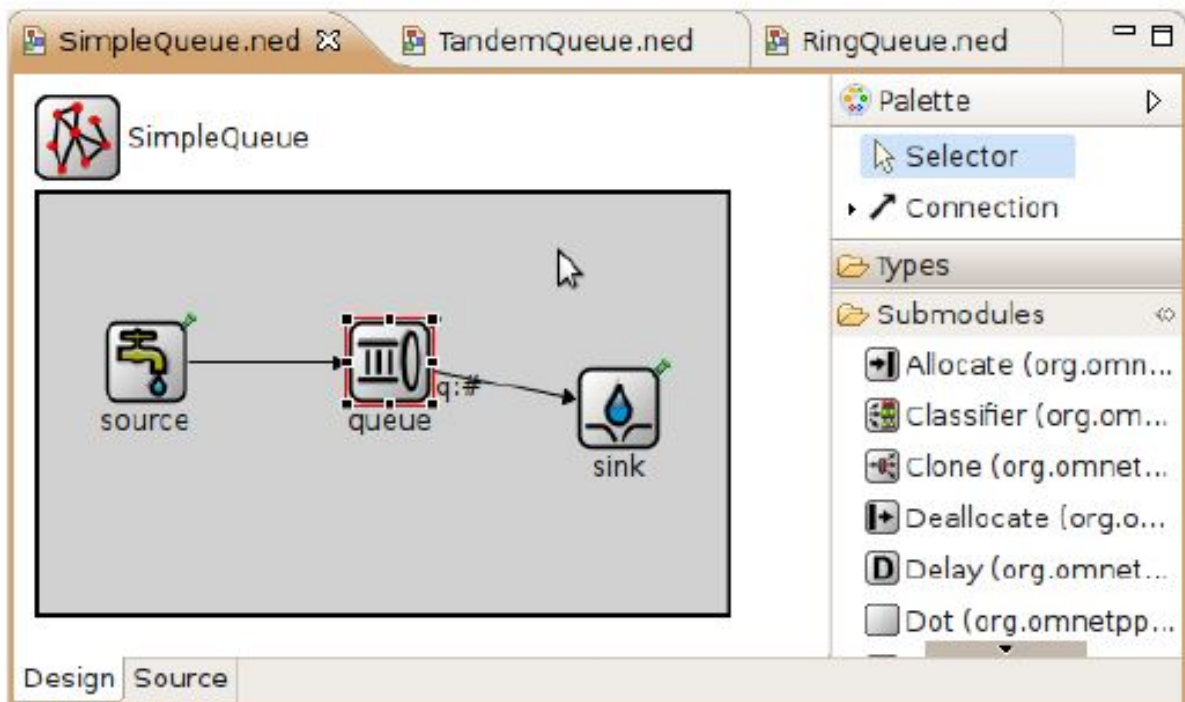 SimpleQueue.ned
TandemQueue.ned
RingQueue.ned
SimpleQueue
source
queue
q:#
sink
Palette
Selector
Connection
Types
Submodules
Allocate (org.omn...
Classifier (org.om...
Clone (org.omnet...
Deallocate (org.o...
D
Delay (org.omnet...
Dot (org.omnetpp...
Design
Source